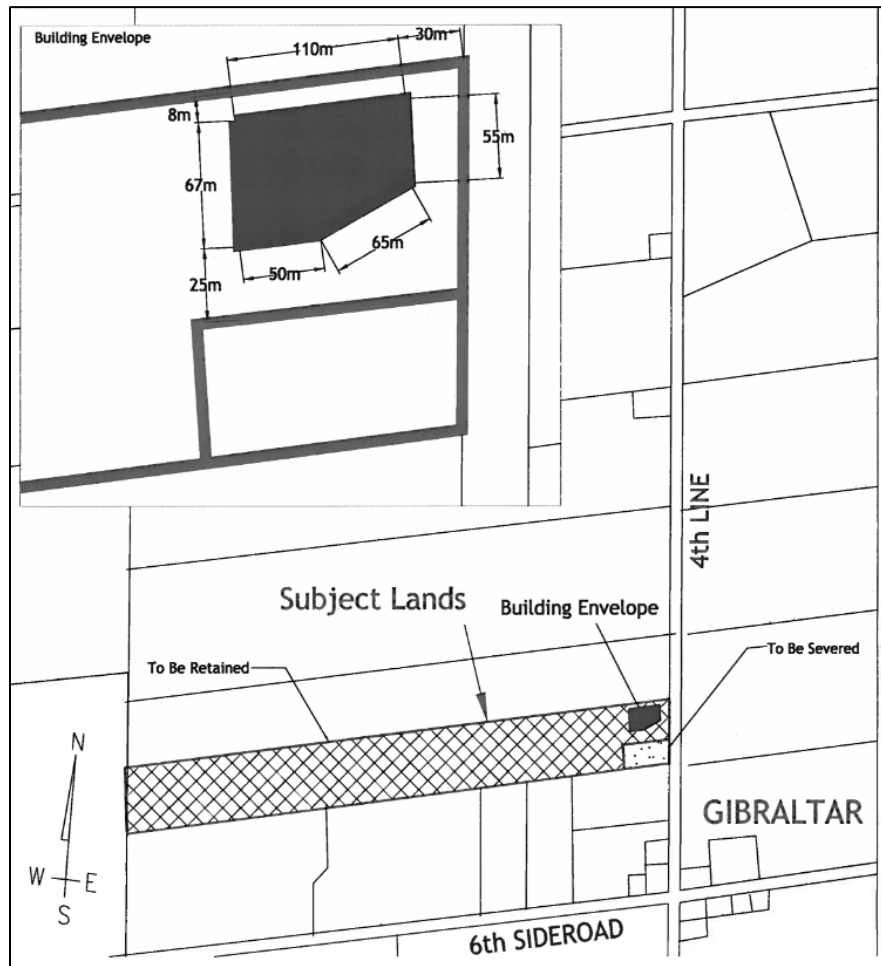 Building Envelope
110m
30m
8m
55m
67m
65m
50m
25m
4th LINE
Subject Lands
Building Envelope
To Be Severed
To Be Retained
N
GIBRALTAR
W
E
S
6th SIDEROAD